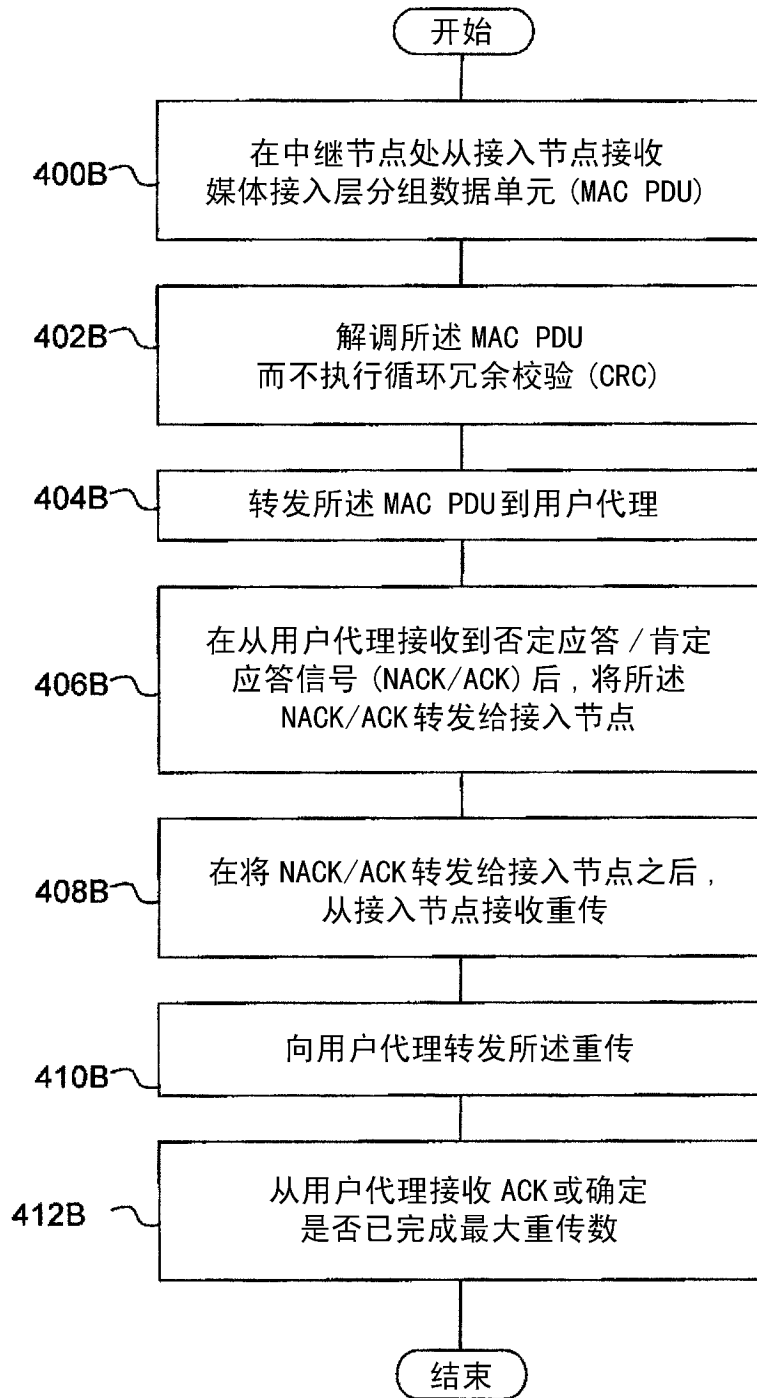 开始
400B
在中继节点处从接入节点接收
媒体接入层分组数据单元 (MAC PDU)
402B
解调所述 MAC PDU
而不执行循环冗余校验 (CRC)
404B
转发所述 MAC PDU 到用户代理
406B
在从用户代理接收到否定应答 / 肯定
应答信号 (NACK/ACK) 后 , 将所述
NACK/ACK 转发给接入节点
408B
在将 NACK/ACK 转发给接入节点之后 ,
从接入节点接收重传
410B
向用户代理转发所述重传
412B
从用户代理接收 ACK 或确定
是否已完成最大重传数
结束